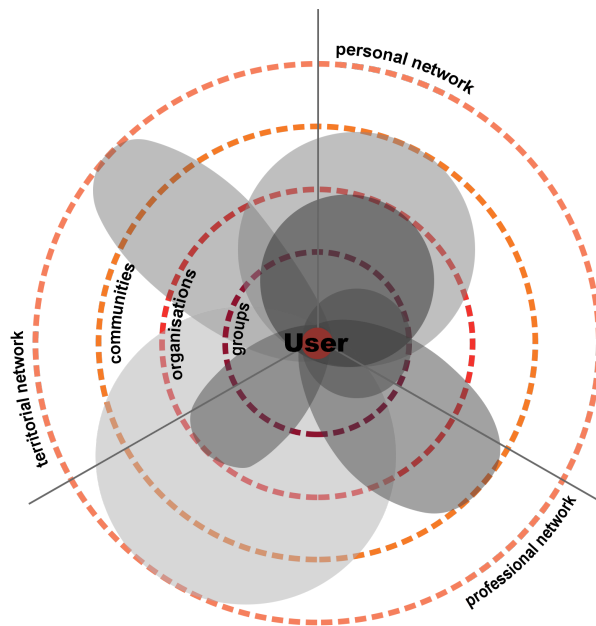 personal network
communities
organisations
groups
User
territorial network
professional network